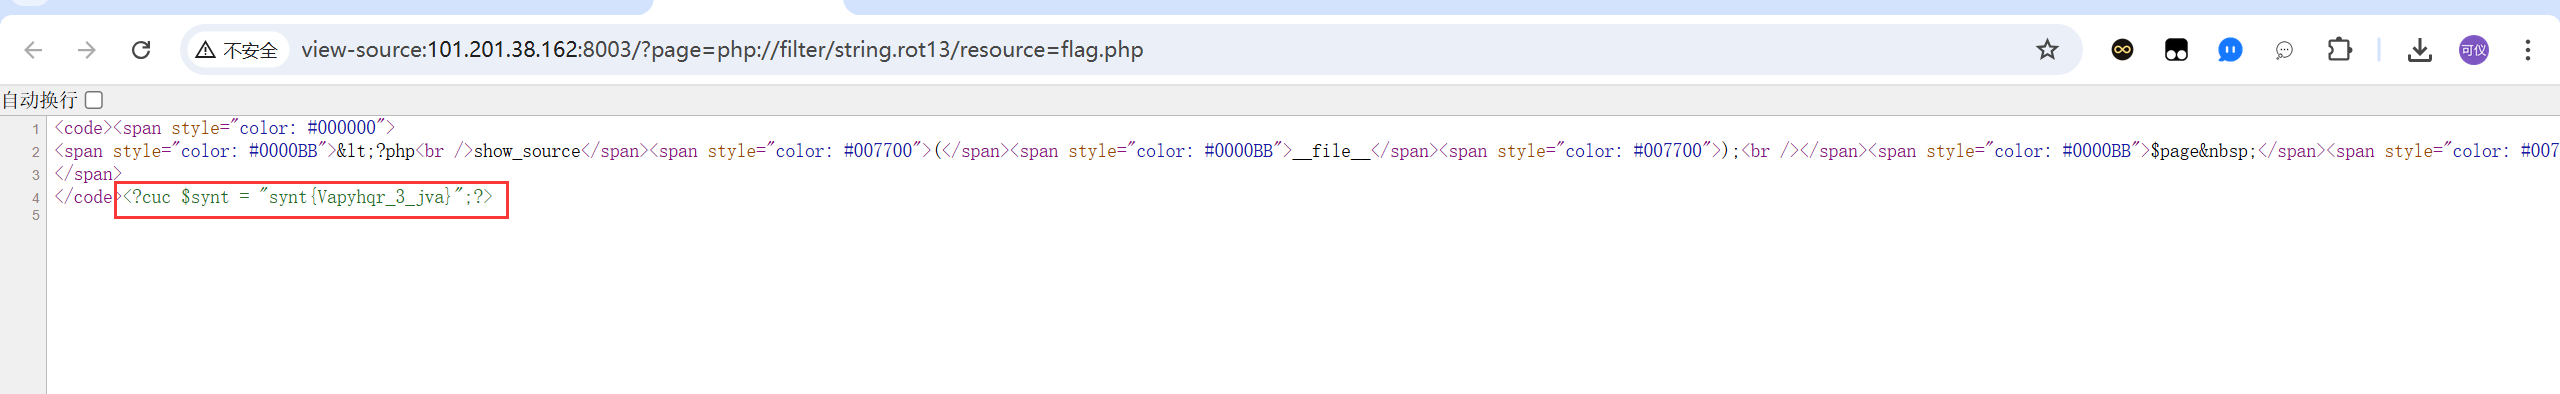 不安全 view-source:101.201.38.162:8003/?page=php://filter/string.rot13/resource=flag.php 可仪
自动换行
1 <code><span style="color: #000000">
2 <span style="color: #0000BB">&lt;?php<br />show_source</span><span style="color: #007700">(</span><span style="color: #0000BB">__file__</span><span style="color: #007700">);<br /></span><span style="color: #0000BB">$page&nbsp;</span><span style="color: #007
3 </span>
4 </code><?cuc $synt = "synt{Vapyhqr_3_jva}";?>
5